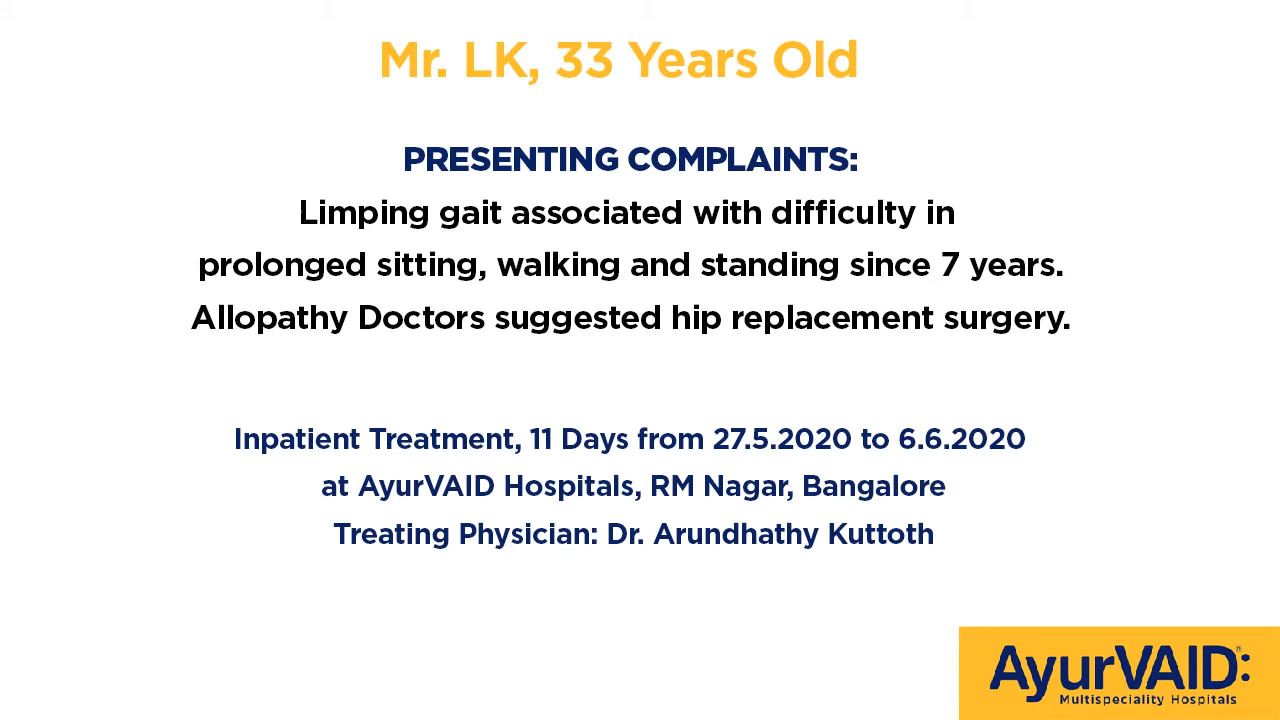 Mr. LK, 33 Years Old
PRESENTING COMPLAINTS:
Limping gait associated with difficulty in
prolonged sitting, walking and standing since 7 years.
Allopathy Doctors suggested hip replacement surgery.
Inpatient Treatment, 11 Days from 27.5.2020 to 6.6.2020
at AyurVAID Hospitals, RM Nagar, Bangalore
Treating Physician: Dr. Arundhathy Kuttoth
AyurVAID:®
Multispeciality Hospitals